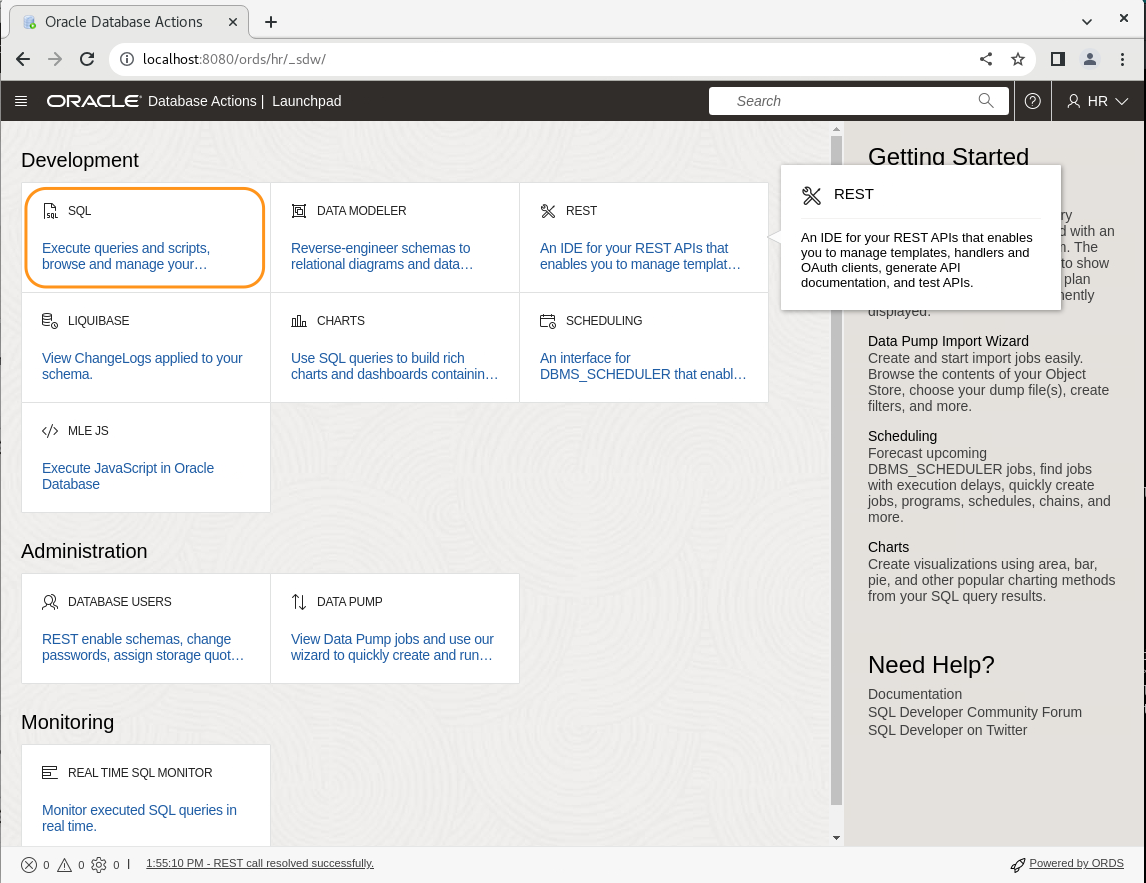 Oracle Database Actions
localhost:8080/ords/hr/_sdw/
ORACLE Database Actions | Launchpad
Search
HR
Development
SQL
Execute queries and scripts,
browse and manage your…
DATA MODELER
Reverse-engineer schemas to
relational diagrams and data…
REST
An IDE for your REST APIs that
enables you to manage templat…
LIQUIBASE
View ChangeLogs applied to your
schema.
CHARTS
Use SQL queries to build rich
charts and dashboards containin…
SCHEDULING
An interface for
DBMS_SCHEDULER that enabl…
MLE JS
Execute JavaScript in Oracle
Database
Administration
DATABASE USERS
REST enable schemas, change
passwords, assign storage quot…
DATA PUMP
View Data Pump jobs and use our
wizard to quickly create and run…
Monitoring
REAL TIME SQL MONITOR
Monitor executed SQL queries in
real time.
REST
An IDE for your REST APIs that enables
you to manage templates, handlers and
OAuth clients, generate API
documentation, and test APIs.
Getting Started
with an
The
to show
plan
displayed.
Data Pump Import Wizard
Create and start import jobs easily.
Browse the contents of your Object
Store, choose your dump file(s), create
filters, and more.
Scheduling
Forecast upcoming
DBMS_SCHEDULER jobs, find jobs
with execution delays, quickly create
jobs, programs, schedules, chains, and
more.
Charts
Create visualizations using area, bar,
pie, and other popular charting methods
from your SQL query results.
Need Help?
Documentation
SQL Developer Community Forum
SQL Developer on Twitter
0 0 0 | 1:55:10 PM - REST call resolved successfully.
Powered by ORDS